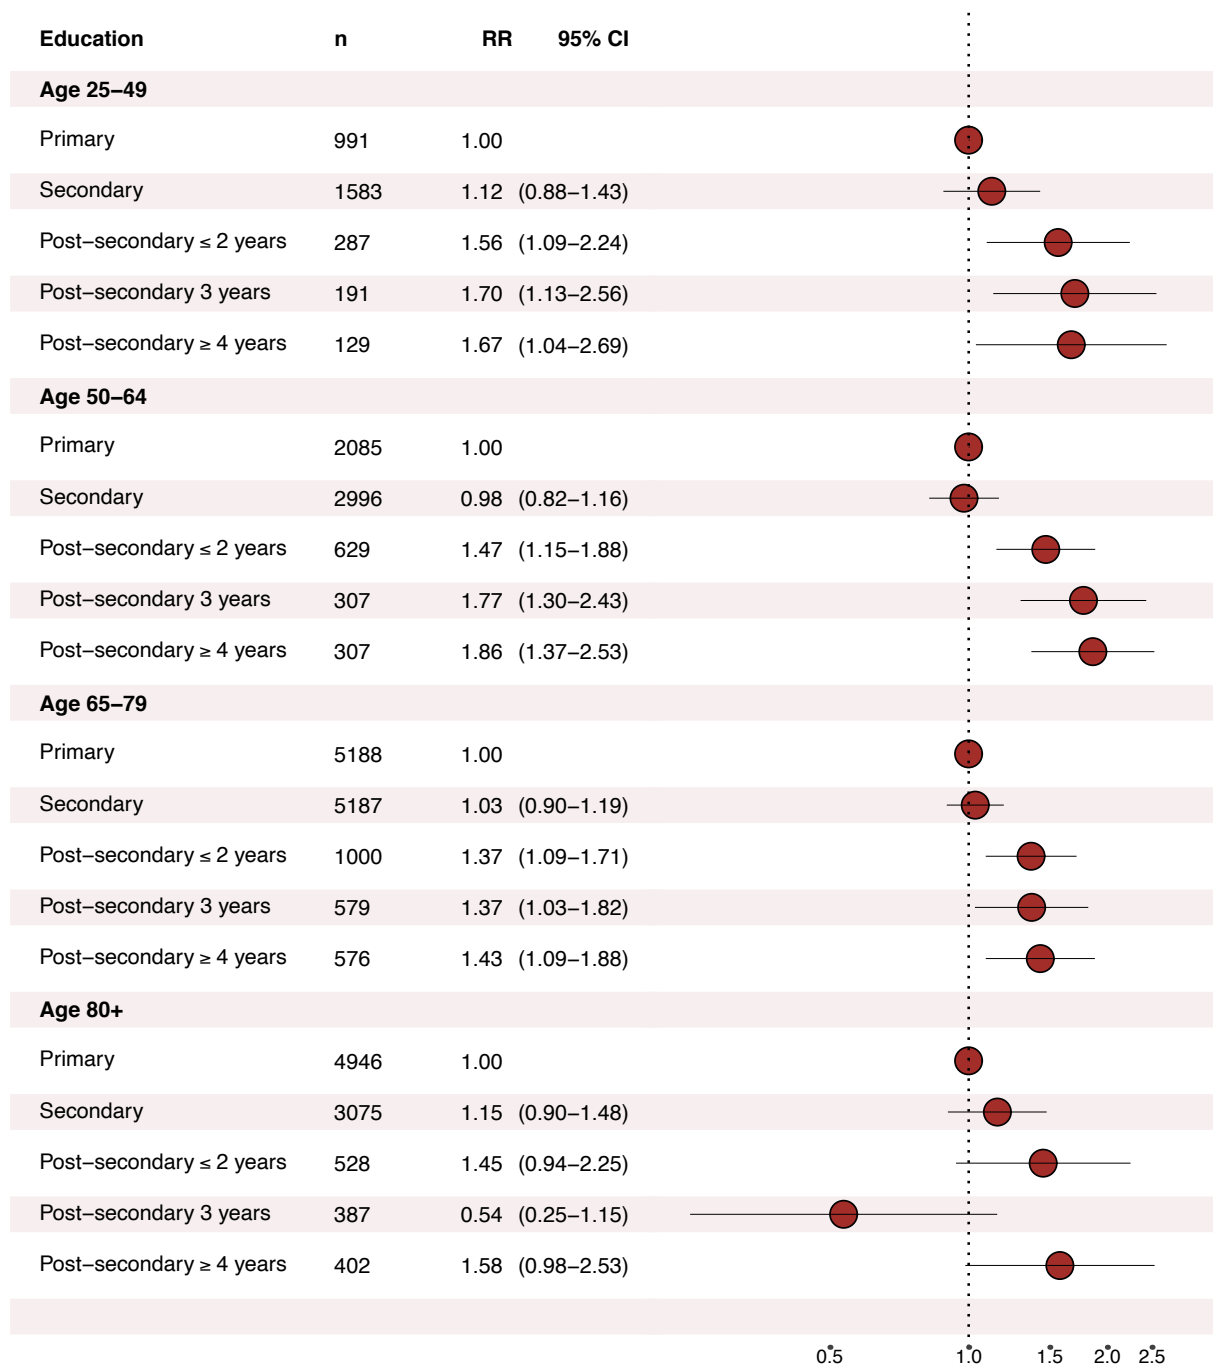 Education n RR 95% CI
Age 25–49
Primary 991 1.00
Secondary 1583 1.12 (0.88–1.43)
Post–secondary ≤ 2 years 287 1.56 (1.09–2.24)
Post–secondary 3 years 191 1.70 (1.13–2.56)
Post–secondary ≥ 4 years 129 1.67 (1.04–2.69)
Age 50–64
Primary 2085 1.00
Secondary 2996 0.98 (0.82–1.16)
Post–secondary ≤ 2 years 629 1.47 (1.15–1.88)
Post–secondary 3 years 307 1.77 (1.30–2.43)
Post–secondary ≥ 4 years 307 1.86 (1.37–2.53)
Age 65–79
Primary 5188 1.00
Secondary 5187 1.03 (0.90–1.19)
Post–secondary ≤ 2 years 1000 1.37 (1.09–1.71)
Post–secondary 3 years 579 1.37 (1.03–1.82)
Post–secondary ≥ 4 years 576 1.43 (1.09–1.88)
Age 80+
Primary 4946 1.00
Secondary 3075 1.15 (0.90–1.48)
Post–secondary ≤ 2 years 528 1.45 (0.94–2.25)
Post–secondary 3 years 387 0.54 (0.25–1.15)
Post–secondary ≥ 4 years 402 1.58 (0.98–2.53)
0.5 1.0 1.5 2.0 2.5